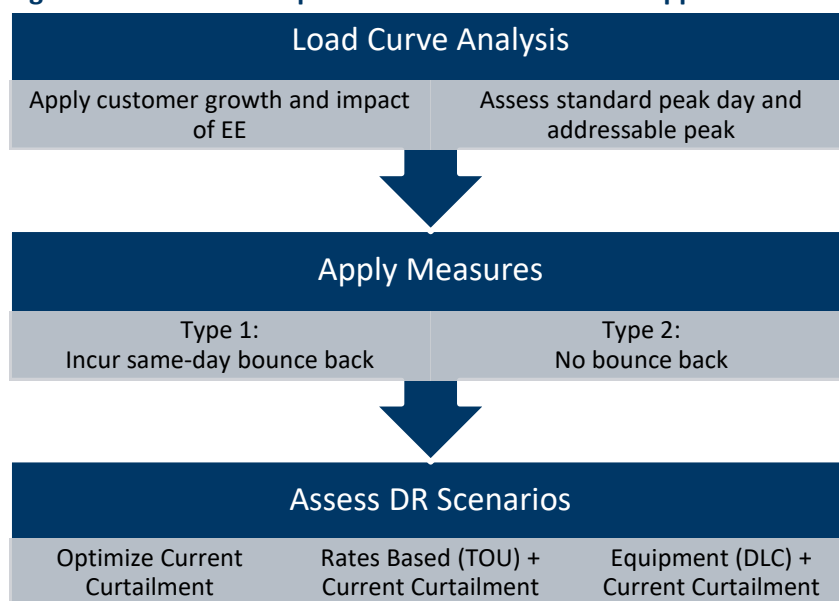 Load Curve Analysis
Apply customer growth and impact
of EE
Assess standard peak day and
addressable peak
Apply Measures
Type 1:
Incur same-day bounce back
Type 2:
No bounce back
Assess DR Scenarios
Optimize Current
Curtailment
Rates Based (TOU) +
Current Curtailment
Equipment (DLC) +
Current Curtailment